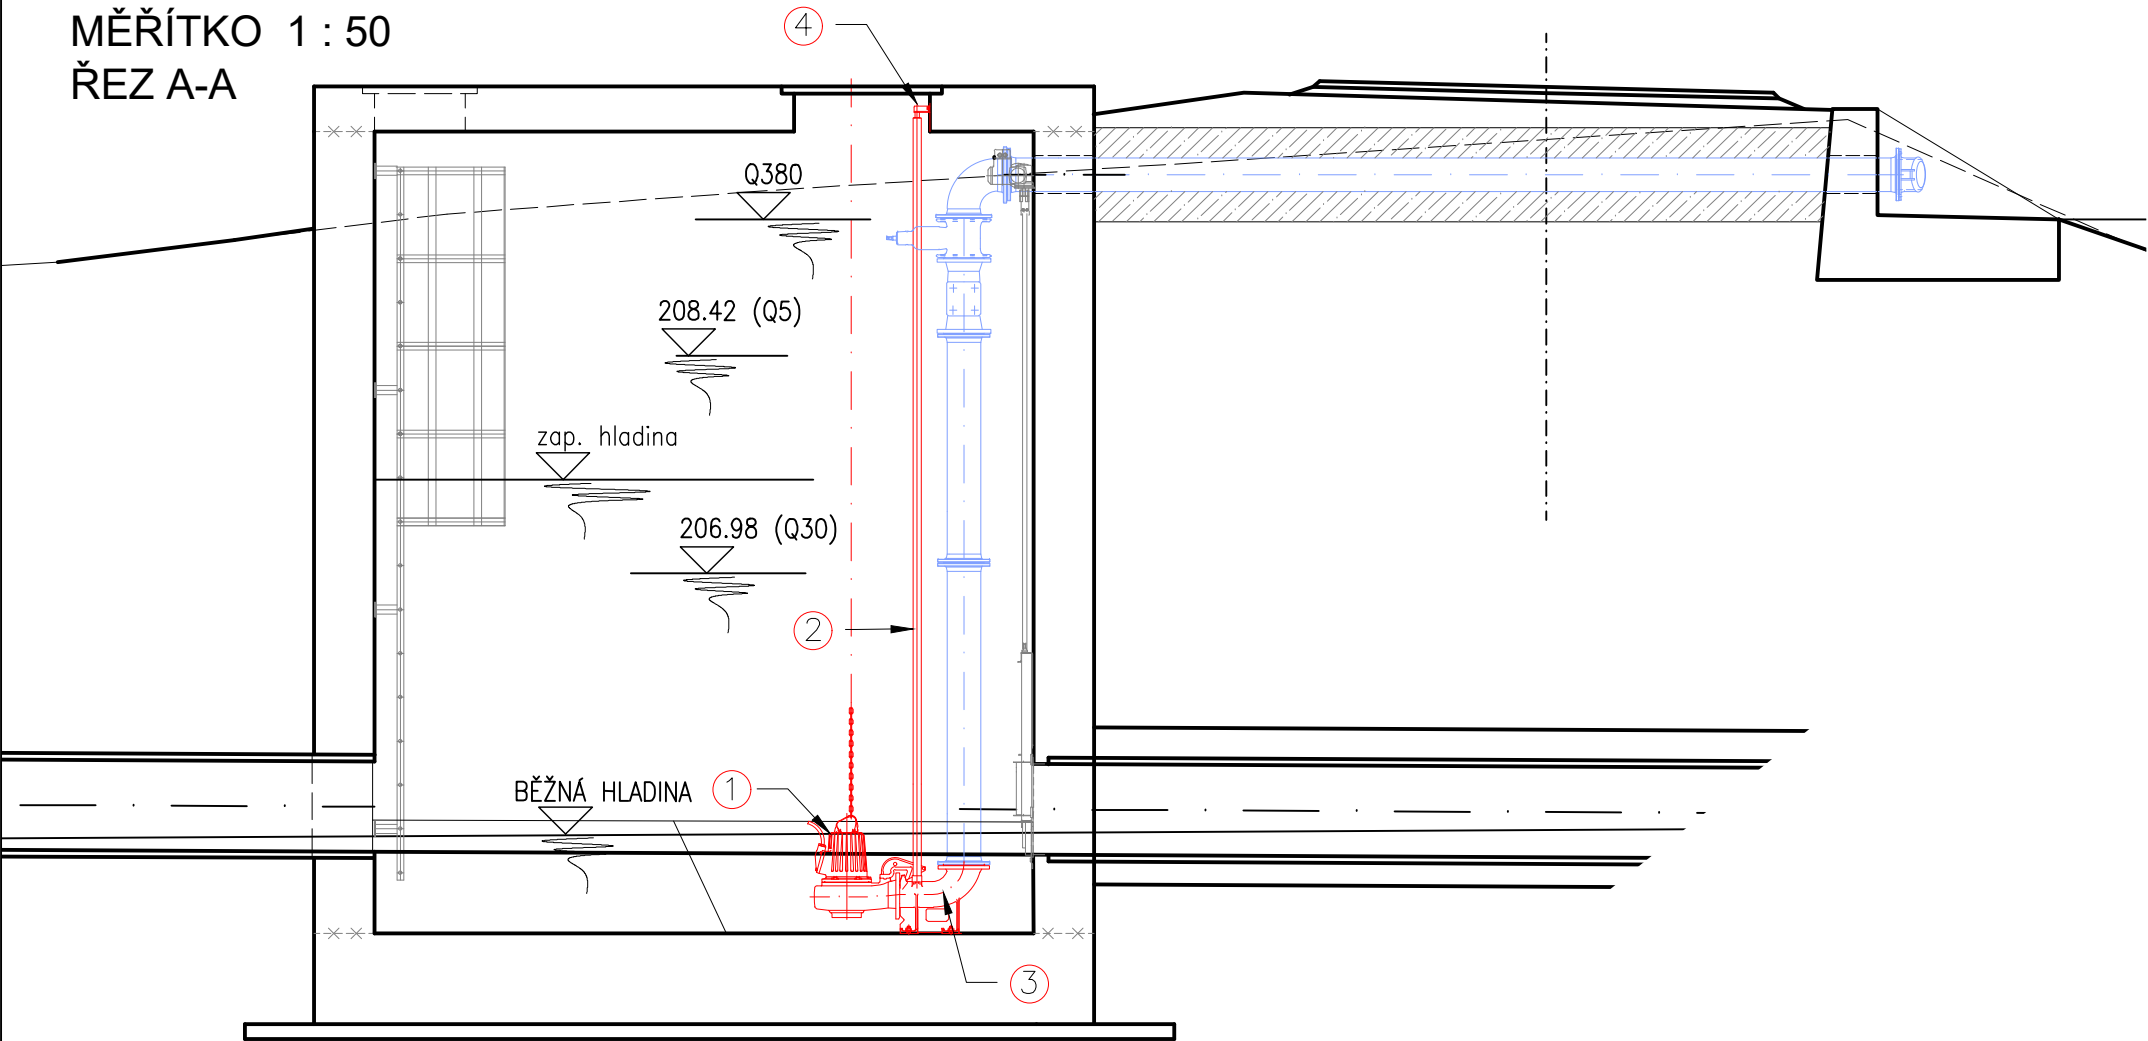 MĚŘÍTKO 1 : 50
ŘEZ A-A
4
Q380
208.42 (Q5)
zap. hladina
206.98 (Q30)
2
BĚŽNÁ HLADINA
1
3